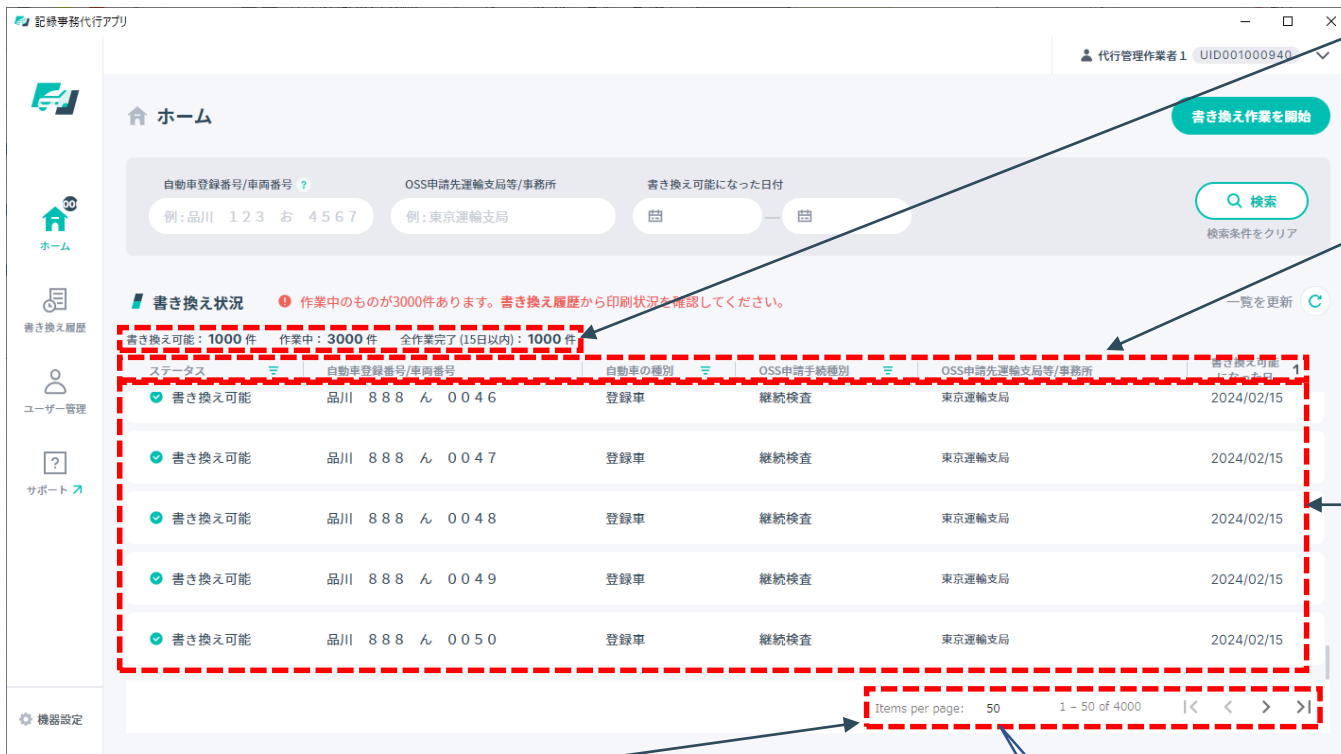 記録事務代行アプリ
代行管理作業者1 UID001000940
ホーム
書き換え作業を開始
自動車登録番号/車両番号 ?
OSS申請先運輸支局等/事務所
書き換え可能になった日付
例:品川 123 お 4567
例:東京運輸支局
—
検索
検索条件をクリア
ホーム
書き換え履歴
ユーザー管理
サポート
機器設定
書き換え状況
作業中のものが3000件あります。書き換え履歴から印刷状況を確認してください。
一覧を更新
書き換え可能:1000 件 作業中:3000 件 全作業完了(15日以内):1000 件
ステータス 自動車登録番号/車両番号 自動車の種別 OSS申請手続種別 OSS申請先運輸支局等/事務所 書き換え可能になった日 1
書き換え可能 品川 888 ん 0046 登録車 継続検査 東京運輸支局 2024/02/15
書き換え可能 品川 888 ん 0047 登録車 継続検査 東京運輸支局 2024/02/15
書き換え可能 品川 888 ん 0048 登録車 継続検査 東京運輸支局 2024/02/15
書き換え可能 品川 888 ん 0049 登録車 継続検査 東京運輸支局 2024/02/15
書き換え可能 品川 888 ん 0050 登録車 継続検査 東京運輸支局 2024/02/15
Items per page: 50 1 – 50 of 4000